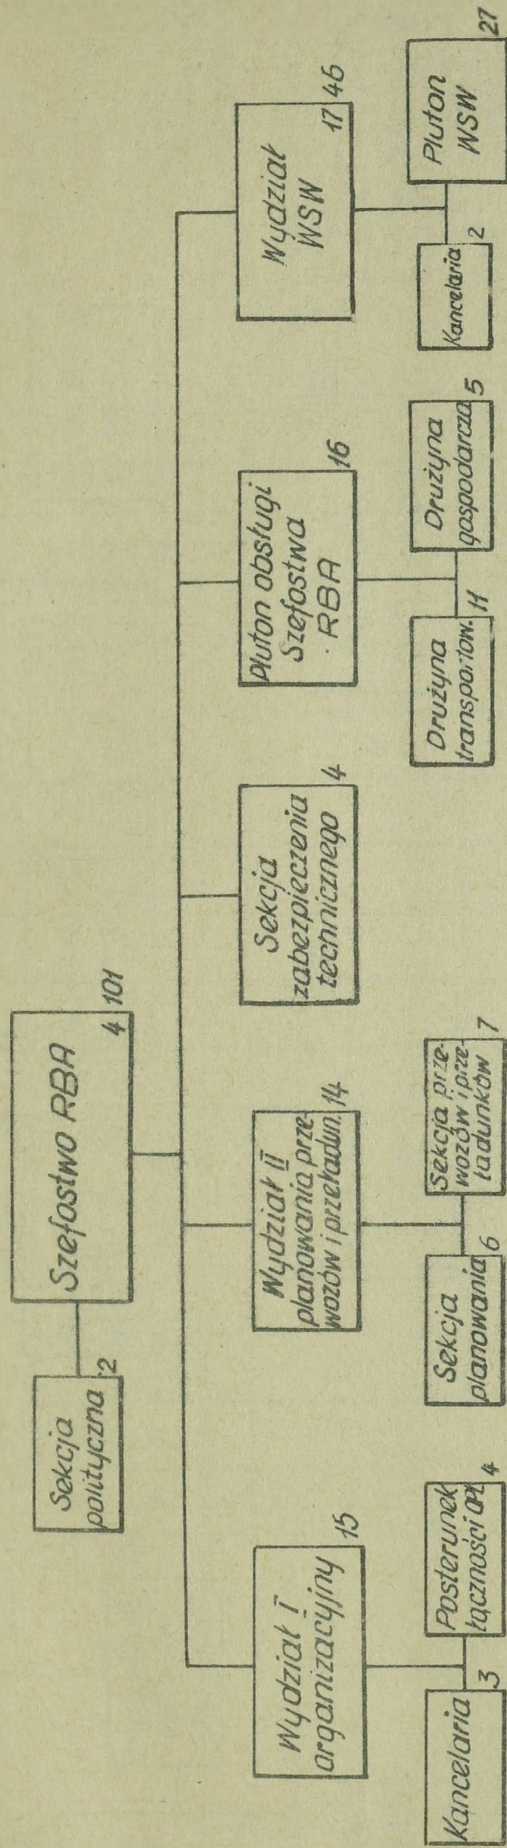 Szefostwo RBA
4 101
Sekcja
polityczna
2
Wydział I
organizacyjny
15
Wydział II
planowania prze-
wozów i przeładun.
14
Sekcja
zabezpieczenia
technicznego
4
Pluton obsługi
Szefostwa
RBA
16
Wydział
WSW
17 46
Kancelaria
3
Posterunek
łączności OPL
4
Sekcja
planowania
6
Sekcja prze-
wozów i prze-
ładunków
7
Drużyna
transportow.
11
Drużyna
gospodarcza
5
Kancelaria
2
Pluton
WSW
27